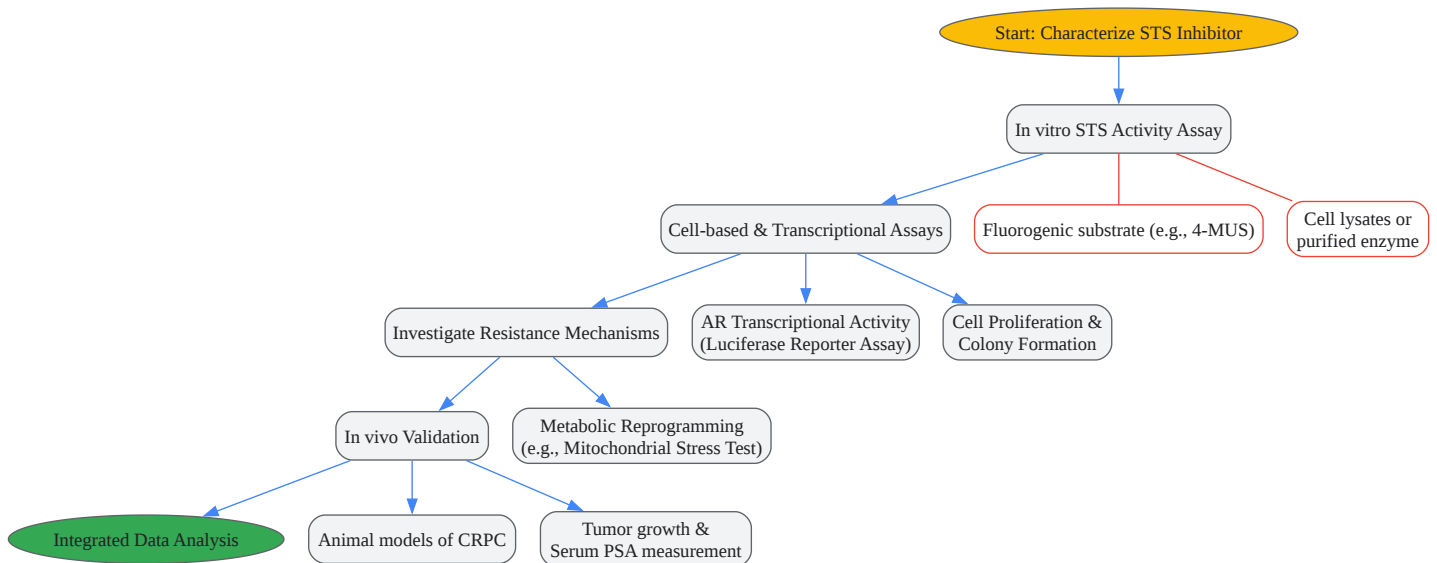 Start: Characterize STS Inhibitor
In vitro STS Activity Assay
Cell-based & Transcriptional Assays
Fluorogenic substrate (e.g., 4-MUS)
Cell lysates or
purified enzyme
Investigate Resistance Mechanisms
AR Transcriptional Activity
(Luciferase Reporter Assay)
Cell Proliferation &
Colony Formation
In vivo Validation
Metabolic Reprogramming
(e.g., Mitochondrial Stress Test)
Integrated Data Analysis
Animal models of CRPC
Tumor growth &
Serum PSA measurement